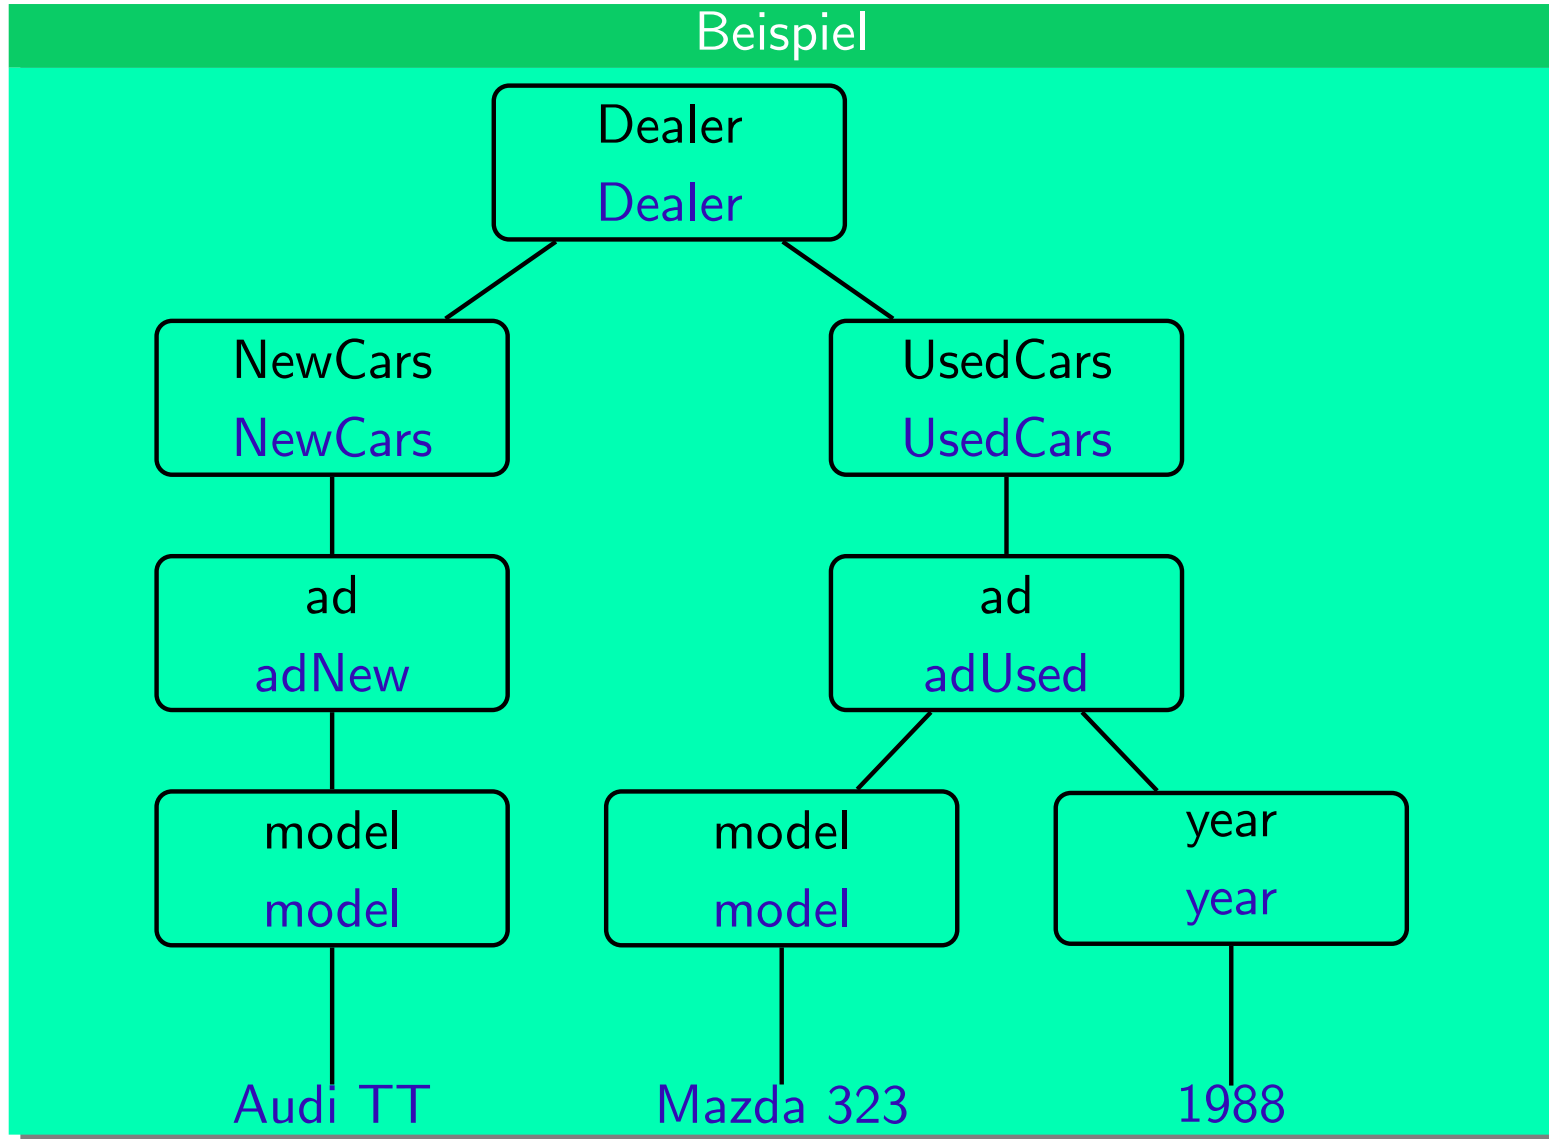 Beispiel
Dealer
Dealer
NewCars
NewCars
UsedCars
UsedCars
ad
adNew
ad
adUsed
model
model
model
model
year
year
Audi TT
Mazda 323
1988